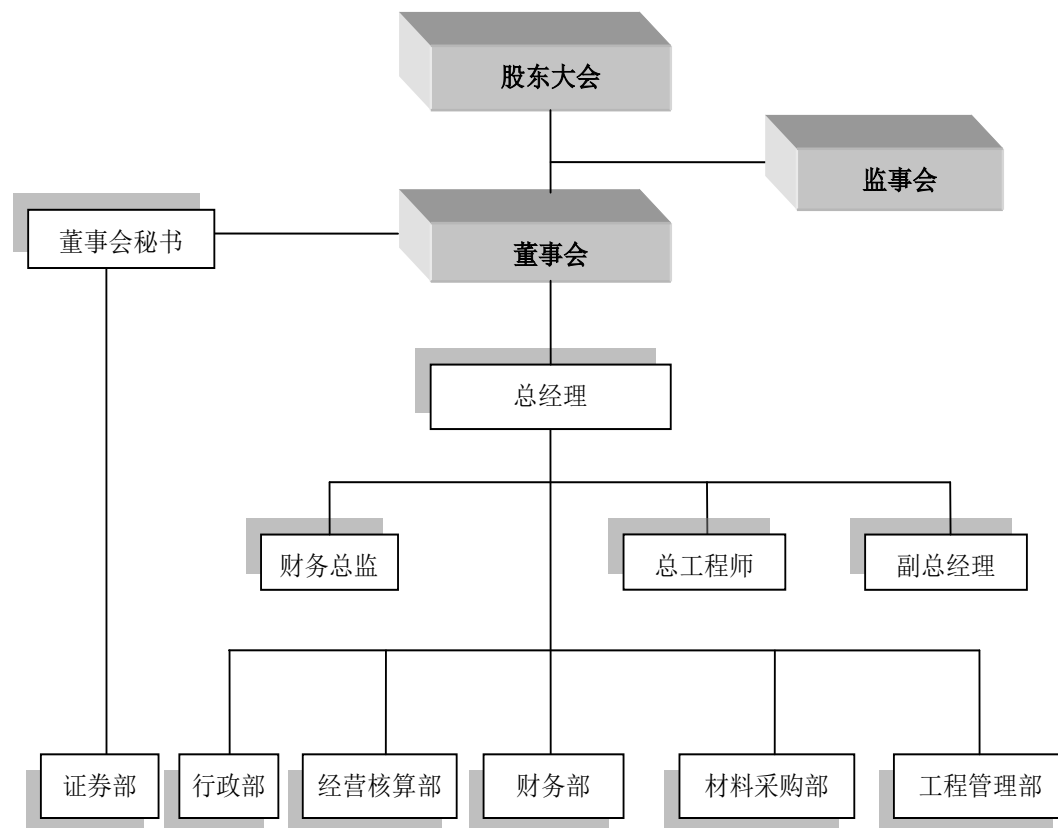 股东大会
监事会
董事会秘书
董事会
总经理
财务总监
总工程师
副总经理
证券部
行政部
经营核算部
财务部
材料采购部
工程管理部